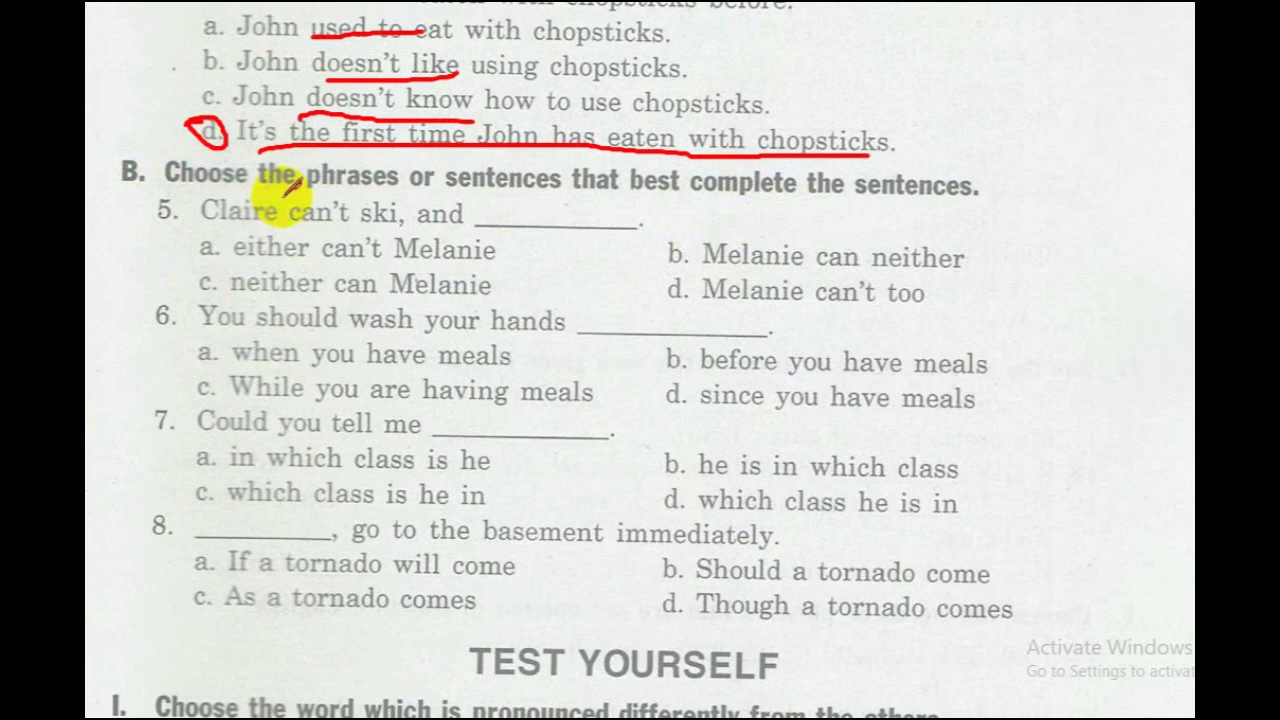 with chopsticks before.
a. John used to eat with chopsticks.
b. John doesn't like using chopsticks.
c. John doesn't know how to use chopsticks.
d. It's the first time John has eaten with chopsticks.
B. Choose the phrases or sentences that best complete the sentences.
5. Claire can't ski, and ____________.
a. either can't Melanie b. Melanie can neither
c. neither can Melanie d. Melanie can't too
6. You should wash your hands ______________.
a. when you have meals b. before you have meals
c. While you are having meals d. since you have meals
7. Could you tell me _____________.
a. in which class is he b. he is in which class
c. which class is he in d. which class he is in
8. __________, go to the basement immediately.
a. If a tornado will come b. Should a tornado come
c. As a tornado comes d. Though a tornado comes
Activate Windows
Go to Settings to activat
TEST YOURSELF
I. Choose the word which is pronounced differently from the others.